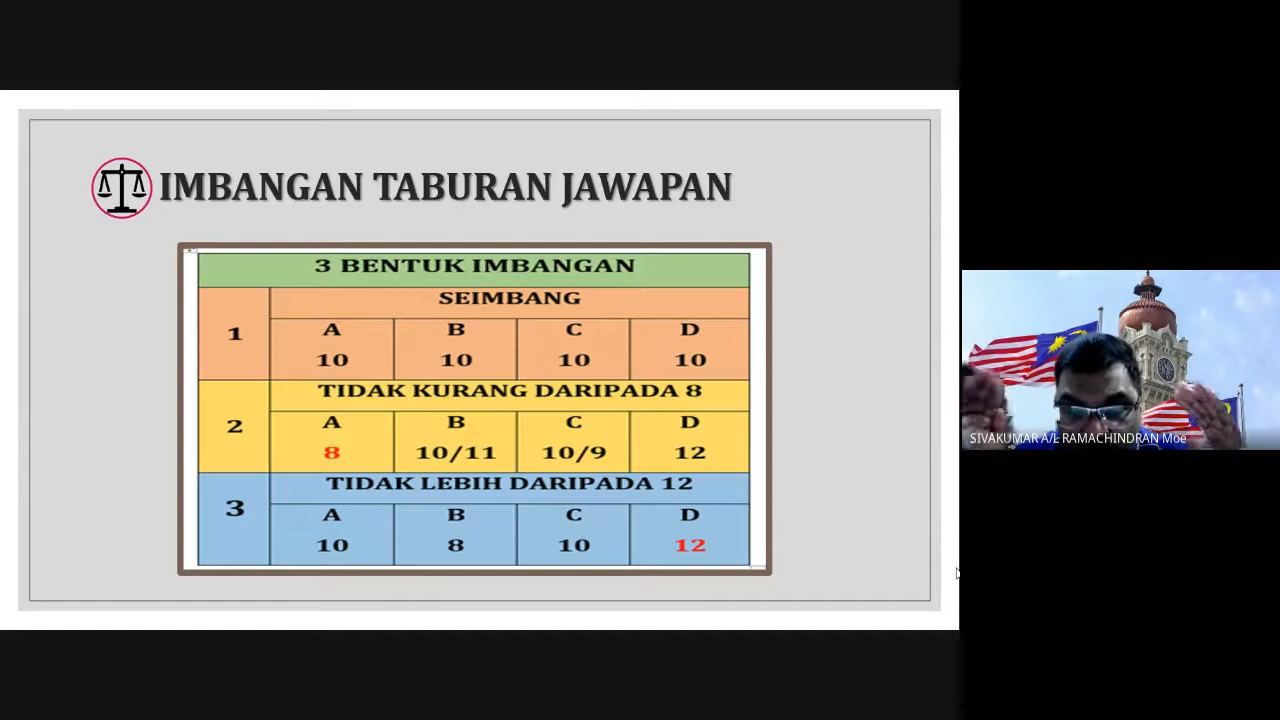 IMBANGAN TABURAN JAWAPAN
3 BENTUK IMBANGAN
1
SEIMBANG
A B C D
10 10 10 10
2
TIDAK KURANG DARIPADA 8
A B C D
8 10/11 10/9 12
3
TIDAK LEBIH DARIPADA 12
A B C D
10 8 10 12
SIVAKUMAR A/L RAMACHINDRAN Moe